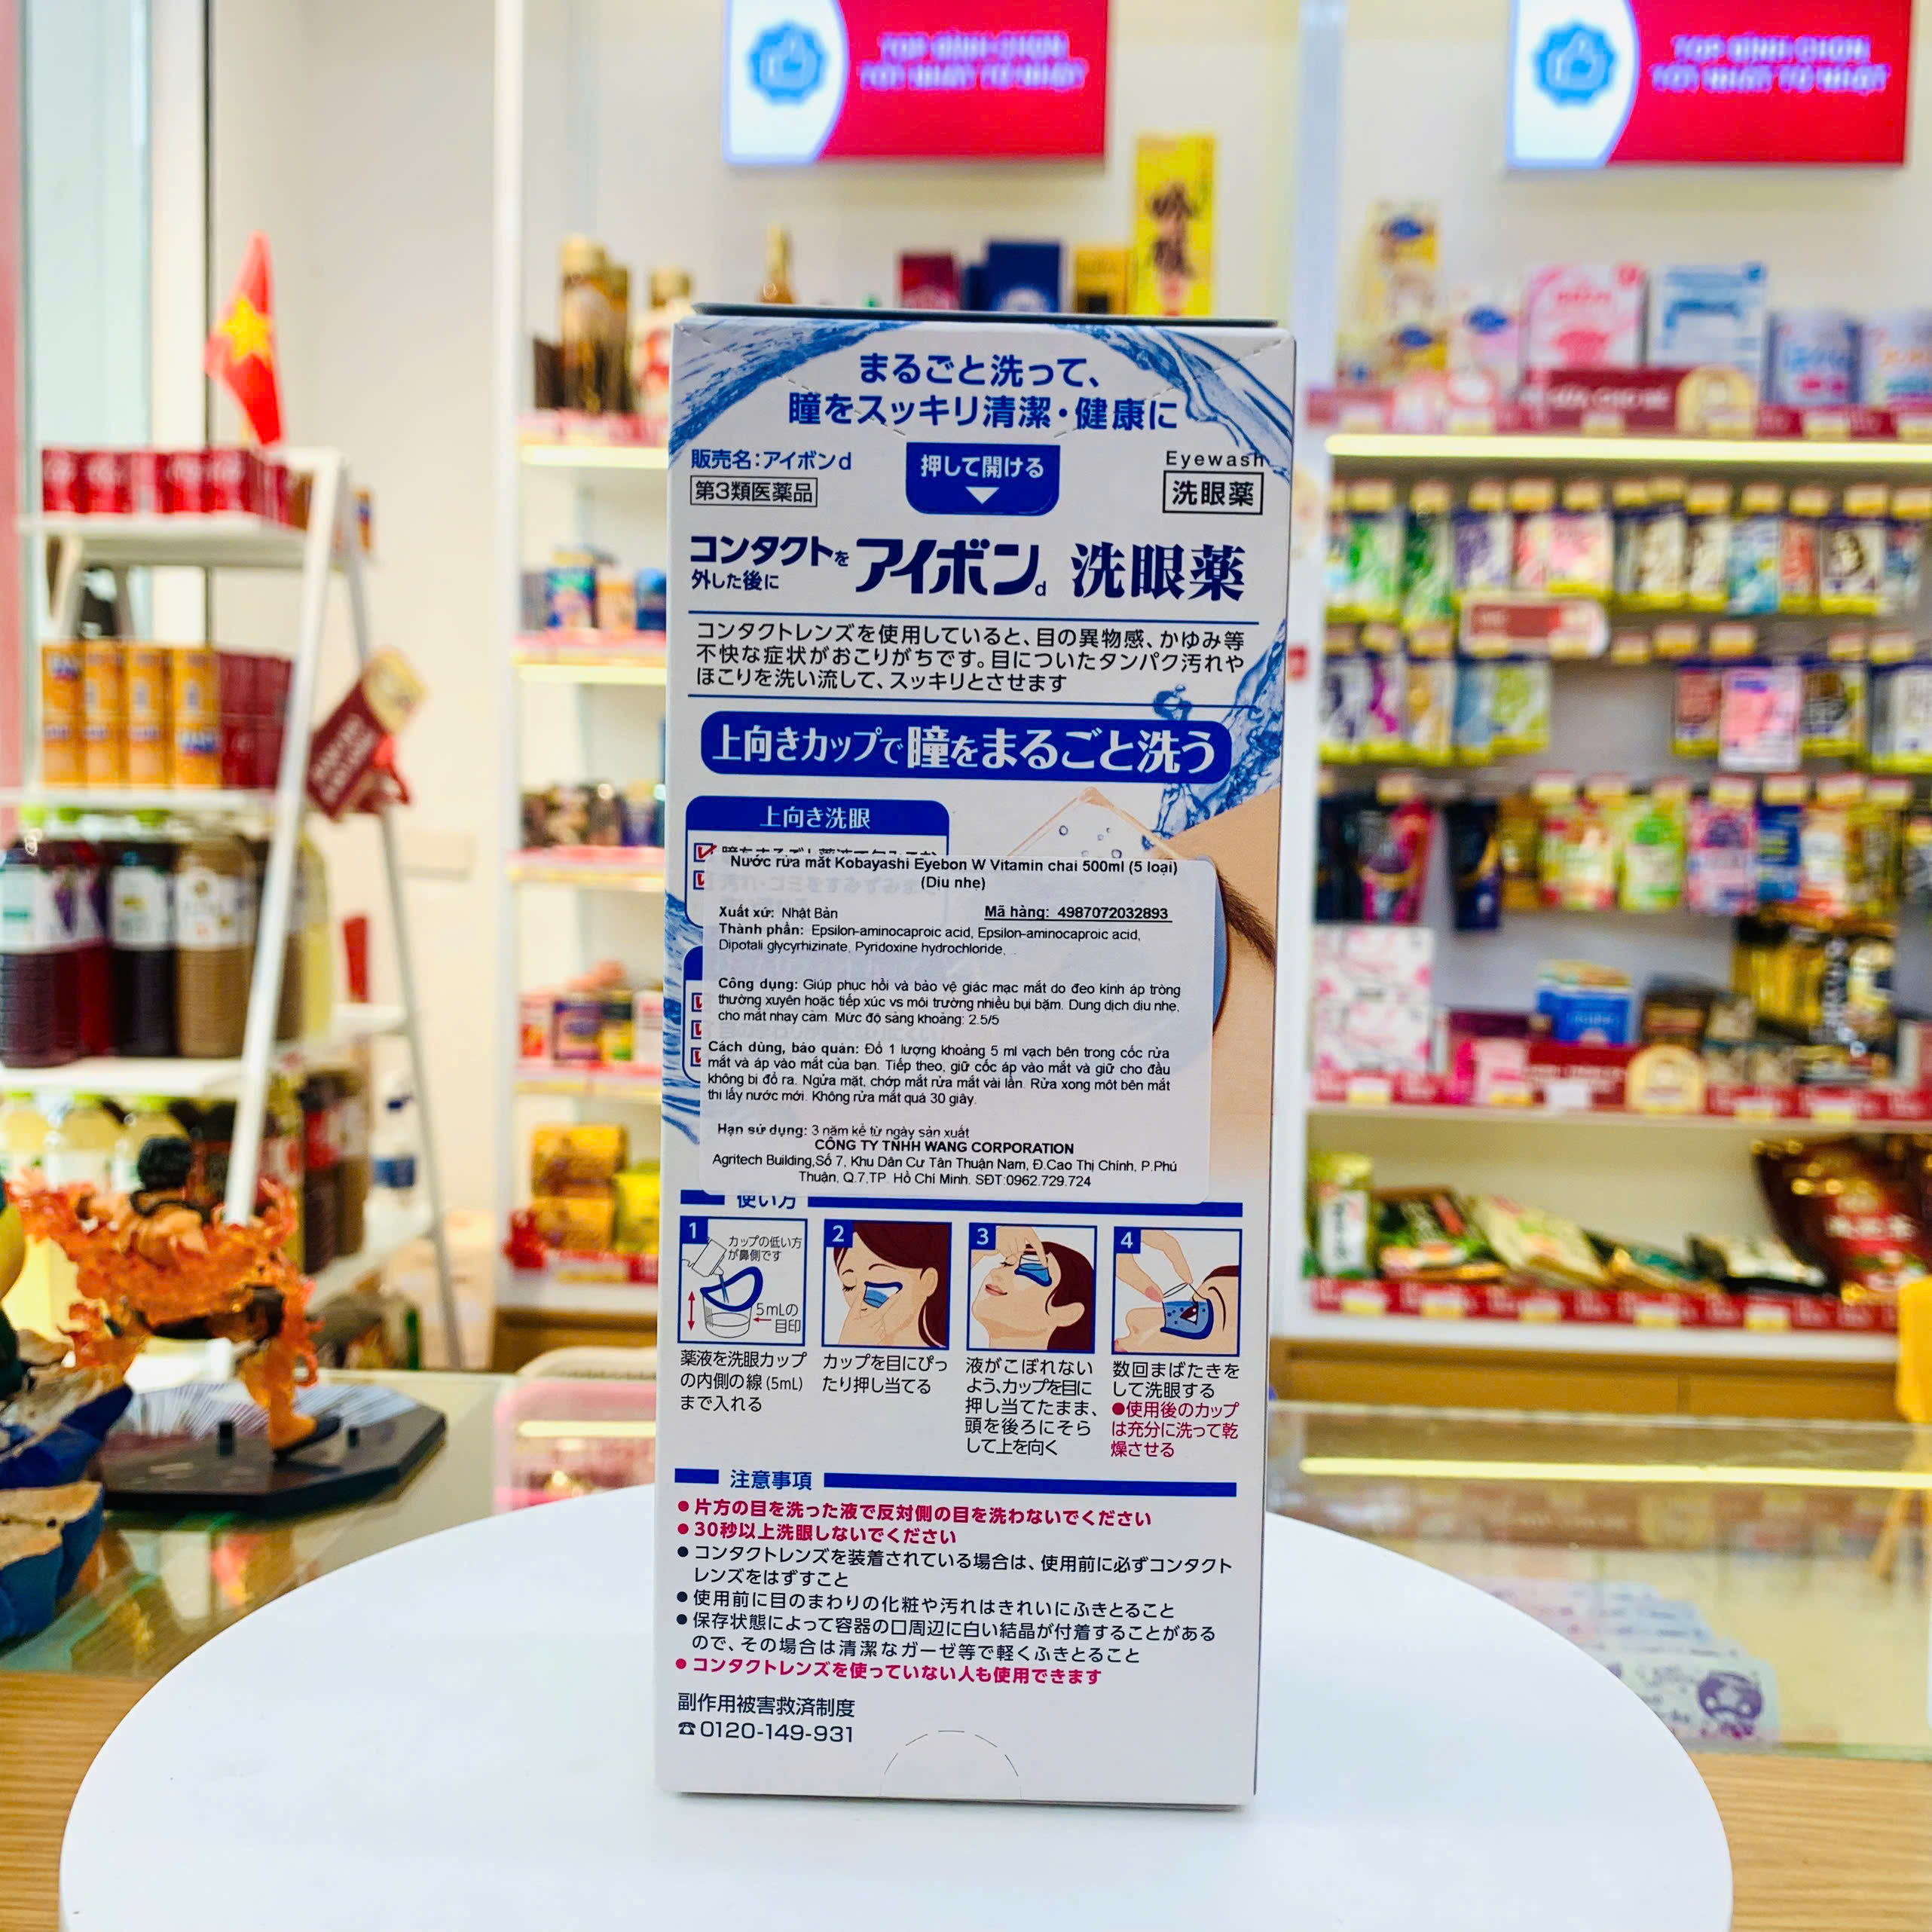 まるごと洗って、
瞳をスッキリ清潔・健康に
販売名:アイボンd
第3類医薬品
押して開ける
Eyewash
洗眼薬
コンタクトを
外した後に
アイボンd 洗眼薬
コンタクトレンズを使用していると、目の異物感、かゆみ等
不快な症状がおこりがちです。目についたタンパク汚れや
ほこりを洗い流して、スッキリとさせます
上向きカップで瞳をまるごと洗う
上向き洗眼
Nước rửa mắt Kobayashi Eyebon W Vitamin chai 500ml (5 loại)
(Dịu nhẹ)
Xuất xứ: Nhật Bản
Mã hàng: 4987072032893
Thành phần: Epsilon-aminocaproic acid, Epsilon-aminocaproic acid,
Dipotali glycyrhizinate, Pyridoxine hydrochloride,
Công dụng: Giúp phục hồi và bảo vệ giác mạc mắt do đeo kính áp tròng
thường xuyên hoặc tiếp xúc vs môi trường nhiều bụi bặm. Dung dịch dịu nhẹ,
cho mắt nhạy cảm. Mức độ sảng khoảng: 2.5/5
Cách dùng, bảo quản: Đổ 1 lượng khoảng 5 ml vạch bên trong cốc rửa
mắt và áp vào mắt của bạn. Tiếp theo, giữ cốc áp vào mắt và giữ cho đầu
không bị đổ ra. Ngửa mặt, chớp mắt rửa mắt vài lần. Rửa xong một bên mắt
thì lấy nước mới. Không rửa mắt quá 30 giây.
Hạn sử dụng: 3 năm kể từ ngày sản xuất
CÔNG TY TNHH WANG CORPORATION
Agritech Building,Số 7, Khu Dân Cư Tân Thuận Nam, Đ.Cao Thị Chính, P.Phú
Thuận, Q.7,TP. Hồ Chí Minh. SĐT:0962.729.724
使い方
1
カップの低い方
が鼻側です
5mLの
目印
薬液を洗眼カップ
の内側の線(5mL)
まで入れる
2
カップを目にぴっ
たり押し当てる
3
液がこぼれない
よう、カップを目に
押し当てたまま、
頭を後ろにそら
して上を向く
4
数回まばたきを
して洗眼する
●使用後のカップ
は充分に洗って乾
燥させる
注意事項
●片方の目を洗った液で反対側の目を洗わないでください
●30秒以上洗眼しないでください
●コンタクトレンズを装着されている場合は、使用前に必ずコンタクト
レンズをはずすこと
●使用前に目のまわりの化粧や汚れはきれいにふきとること
●保存状態によって容器の口周辺に白い結晶が付着することがある
ので、その場合は清潔なガーゼ等で軽くふきとること
●コンタクトレンズを使っていない人も使用できます
副作用被害救済制度
☎0120-149-931
TOP BÌNH CHỌN
TỐT NHẤT TỪ NHẬT
TOP BÌNH CHỌN
TỐT NHẤT TỪ NHẬT